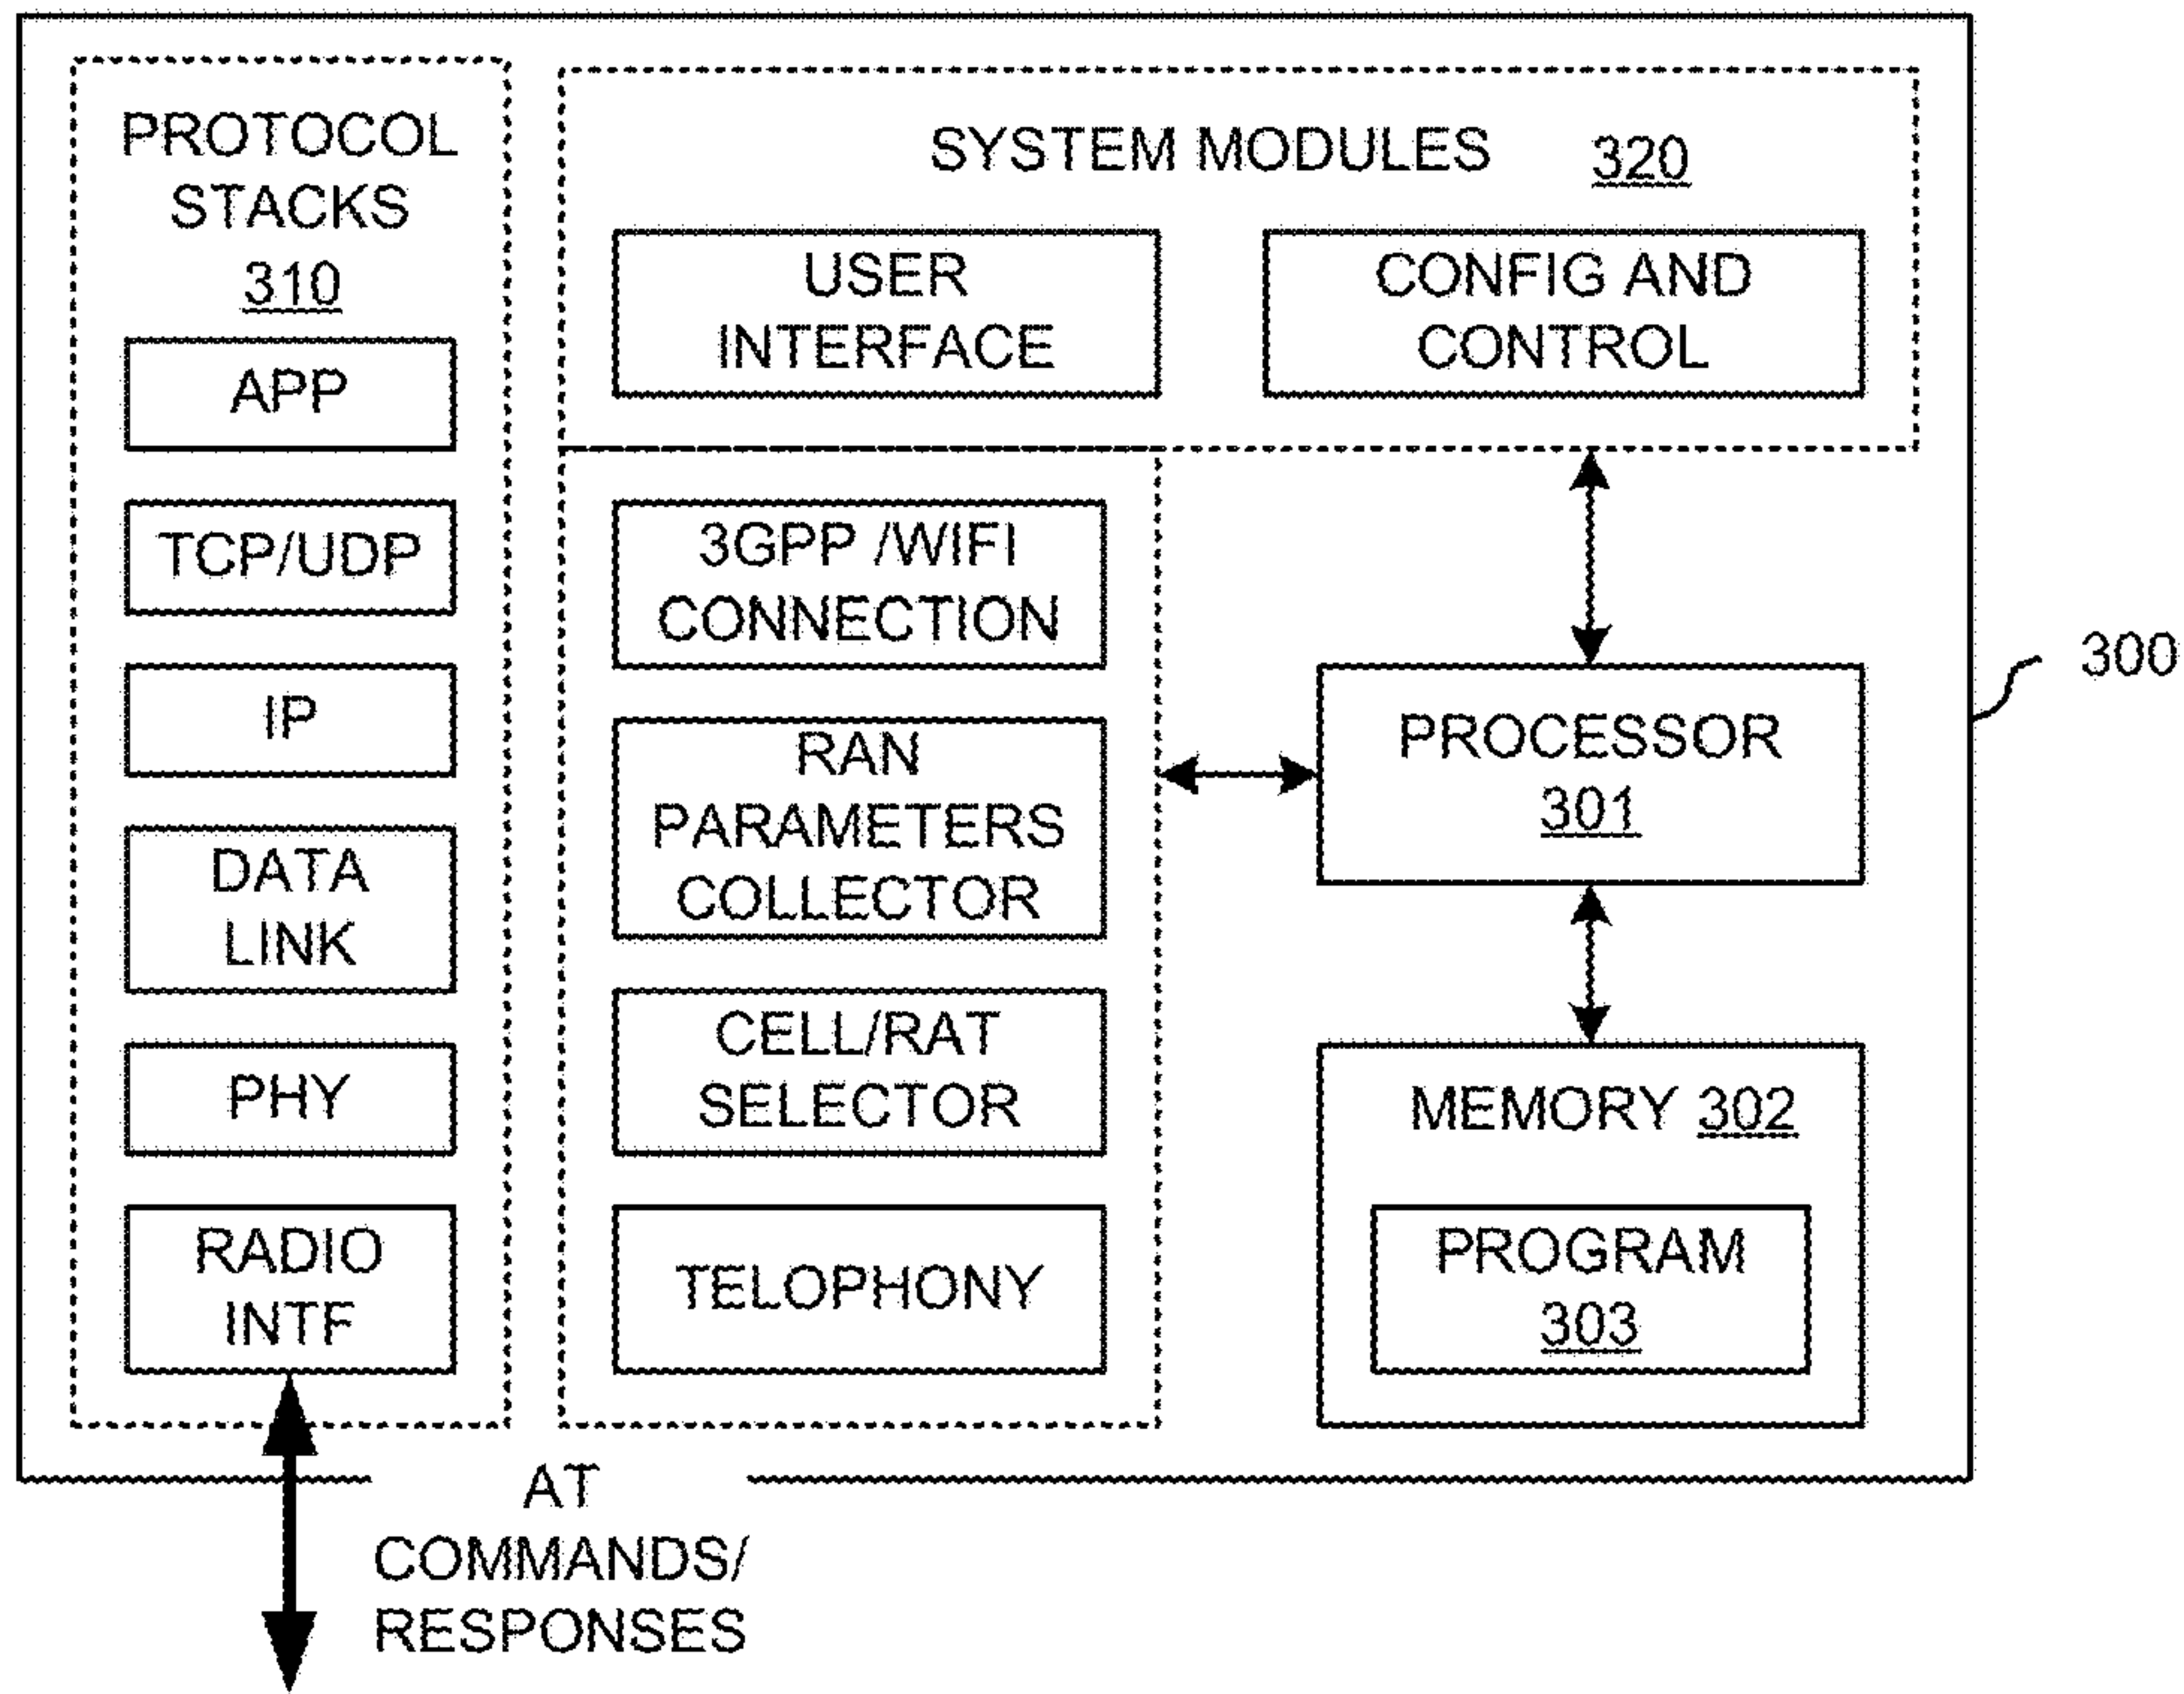 PROTOCOL
STACKS
310
APP
TCP/UDP
IP
DATA
LINK
PHY
RADIO
INTF
SYSTEM MODULES 320
USER
INTERFACE
CONFIG AND
CONTROL
3GPP /WIFI
CONNECTION
RAN
PARAMETERS
COLLECTOR
CELL/RAT
SELECTOR
TELOPHONY
PROCESSOR
301
MEMORY 302
PROGRAM
303
300
AT
COMMANDS/
RESPONSES